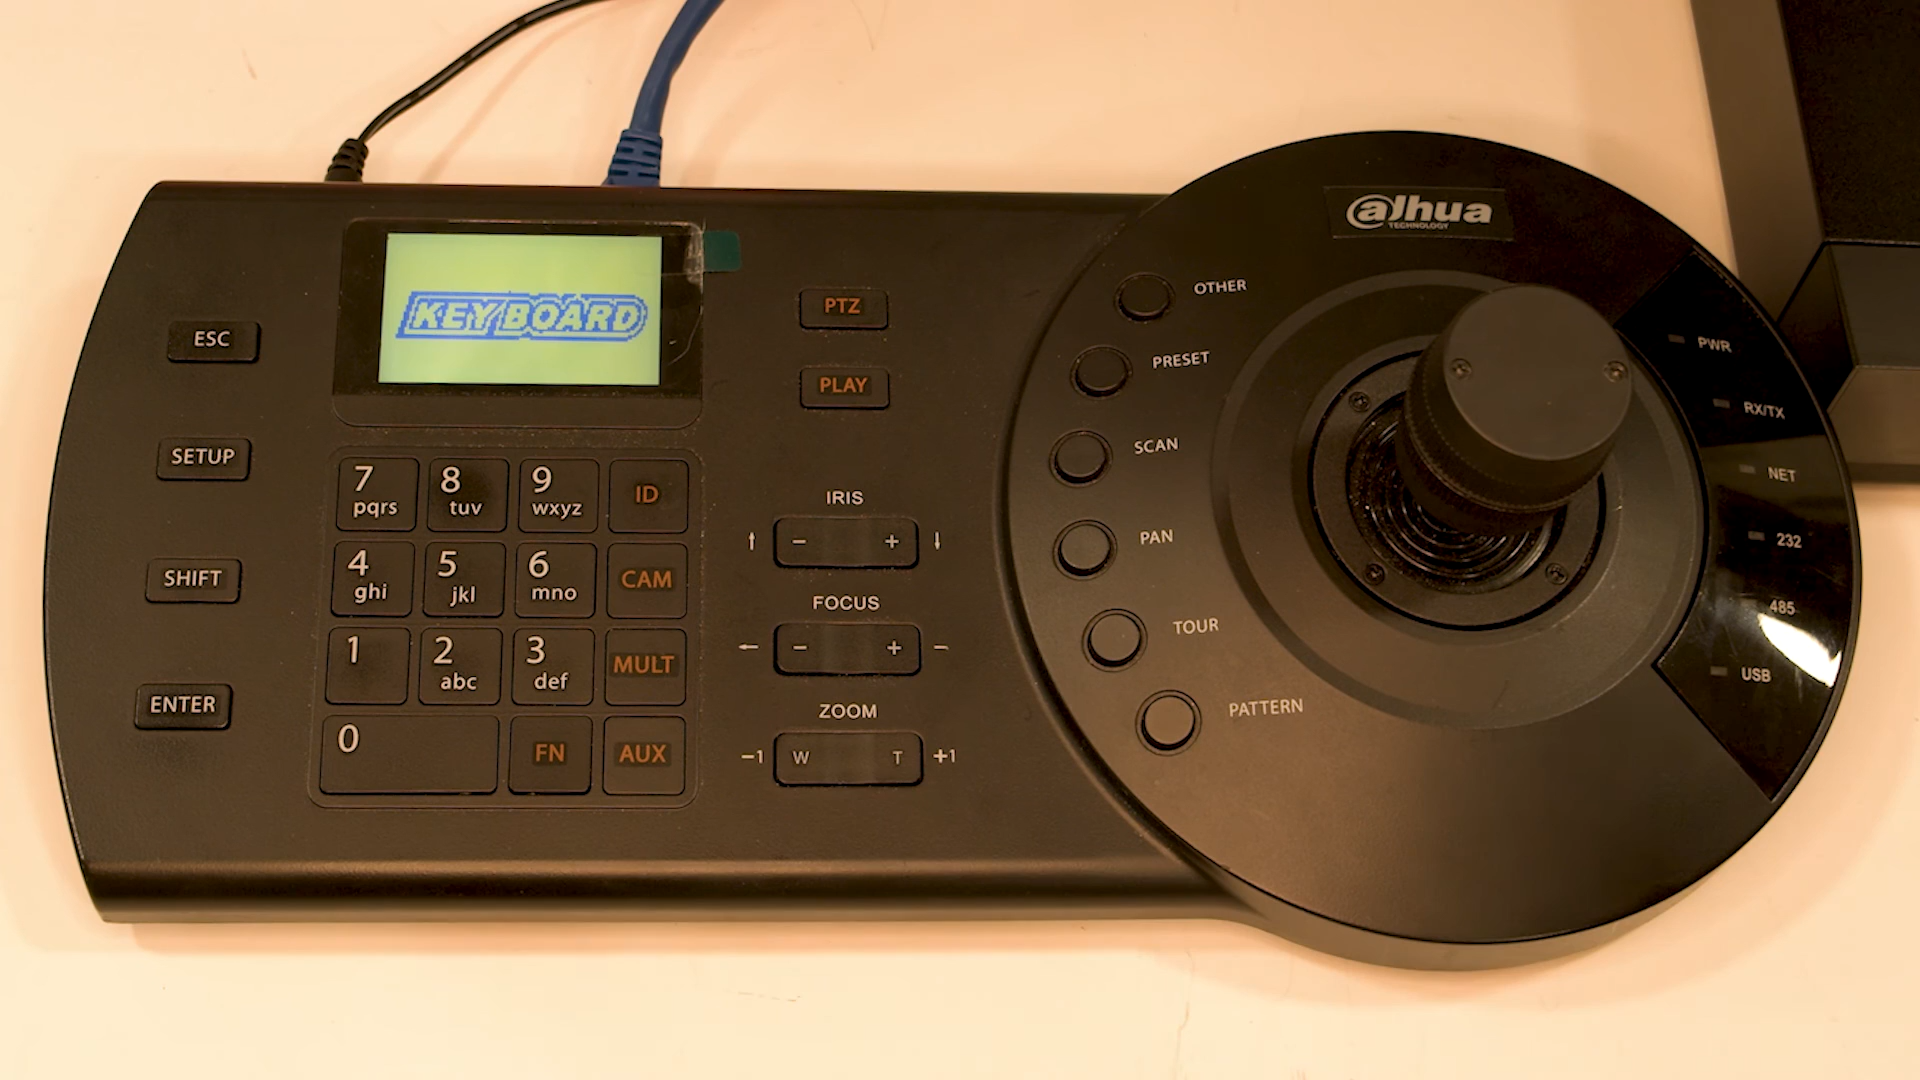 alhua
TECHNOLOGY
KEYBOARD
ESC
SETUP
SHIFT
ENTER
7 pqrs
8 tuv
9 wxyz
ID
4 ghi
5 jkl
6 mno
CAM
1
2 abc
3 def
MULT
0
FN
AUX
PTZ
PLAY
IRIS
↑ − + ↓
FOCUS
← − + −
ZOOM
−1 W T +1
OTHER
PRESET
SCAN
PAN
TOUR
PATTERN
PWR
RX/TX
NET
232
485
USB